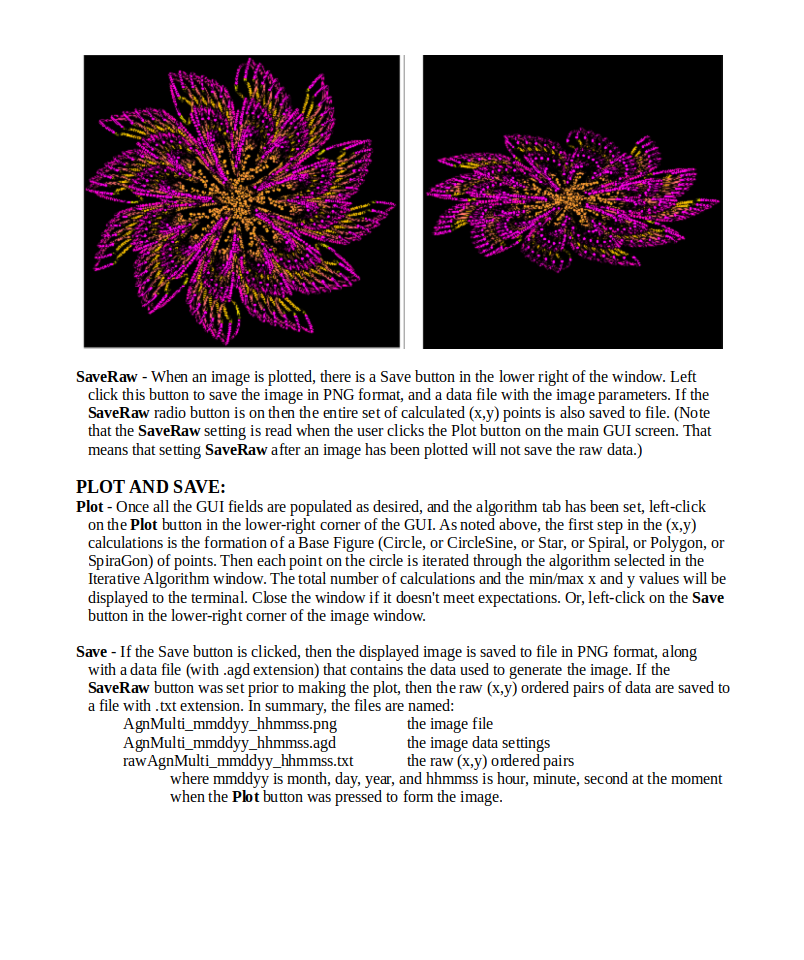 SaveRaw - When an image is plotted, there is a Save button in the lower right of the window. Left
click this button to save the image in PNG format, and a data file with the image parameters. If the
SaveRaw radio button is on then the entire set of calculated (x,y) points is also saved to file. (Note
that the SaveRaw setting is read when the user clicks the Plot button on the main GUI screen. That
means that setting SaveRaw after an image has been plotted will not save the raw data.)
PLOT AND SAVE:
Plot - Once all the GUI fields are populated as desired, and the algorithm tab has been set, left-click
on the Plot button in the lower-right corner of the GUI. As noted above, the first step in the (x,y)
calculations is the formation of a Base Figure (Circle, or CircleSine, or Star, or Spiral, or Polygon, or
SpiraGon) of points. Then each point on the circle is iterated through the algorithm selected in the
Iterative Algorithm window. The total number of calculations and the min/max x and y values will be
displayed to the terminal. Close the window if it doesn't meet expectations. Or, left-click on the Save
button in the lower-right corner of the image window.
Save - If the Save button is clicked, then the displayed image is saved to file in PNG format, along
with a data file (with .agd extension) that contains the data used to generate the image. If the
SaveRaw button was set prior to making the plot, then the raw (x,y) ordered pairs of data are saved to
a file with .txt extension. In summary, the files are named:
AgnMulti_mmddyy_hhmmss.png the image file
AgnMulti_mmddyy_hhmmss.agd the image data settings
rawAgnMulti_mmddyy_hhmmss.txt the raw (x,y) ordered pairs
where mmddyy is month, day, year, and hhmmss is hour, minute, second at the moment
when the Plot button was pressed to form the image.